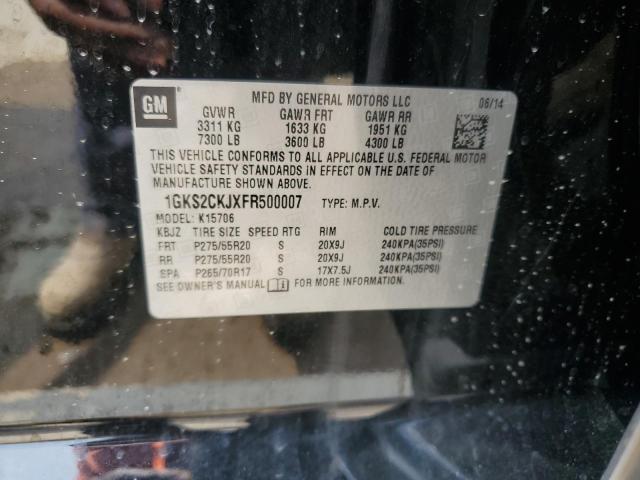 GM
MFD BY GENERAL MOTORS LLC 06/14
GVWR GAWR FRT GAWR RR
3311 KG 1633 KG 1951 KG
7300 LB 3600 LB 4300 LB
THIS VEHICLE CONFORMS TO ALL APPLICABLE U.S. FEDERAL MOTOR
VEHICLE SAFETY STANDARDS IN EFFECT ON THE DATE OF
MANUFACTURE SHOWN ABOVE.
1GKS2CKJXFR500007 TYPE: M.P.V.
MODEL: K15706
KBJZ TIRE SIZE SPEED RTG RIM COLD TIRE PRESSURE
FRT P275/55R20 S 20X9J 240KPA(35PSI)
RR P275/55R20 S 20X9J 240KPA(35PSI)
SPA P265/70R17 S 17X7.5J 240KPA(35PSI)
SEE OWNER'S MANUAL FOR MORE INFORMATION.